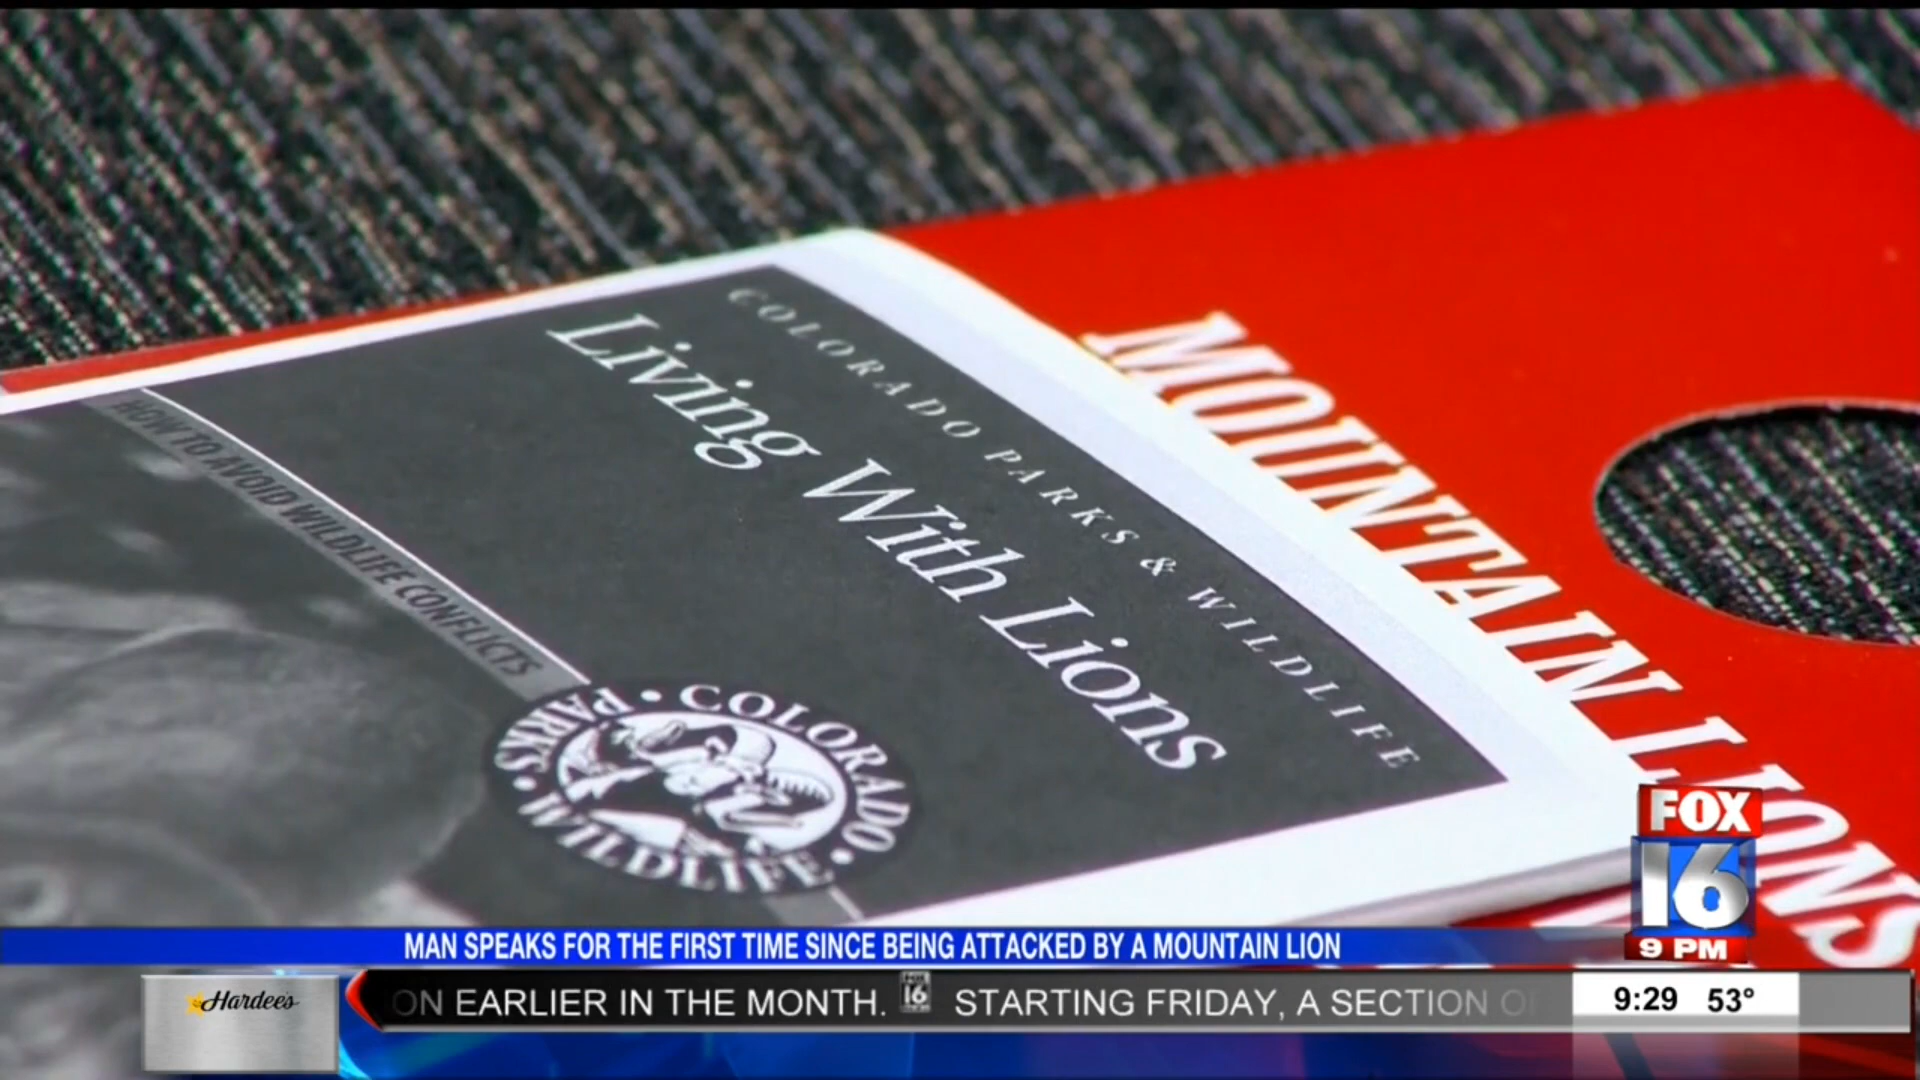 COLORADO PARKS & WILDLIFE
Living With Lions
HOW TO AVOID WILDLIFE CONFLICTS
COLORADO
PARKS • WILDLIFE
MOUNTAIN LIONS
FOX
16
9 PM
MAN SPEAKS FOR THE FIRST TIME SINCE BEING ATTACKED BY A MOUNTAIN LION
Hardee's
ON EARLIER IN THE MONTH. FOX 16 STARTING FRIDAY, A SECTION O
9:29 53°